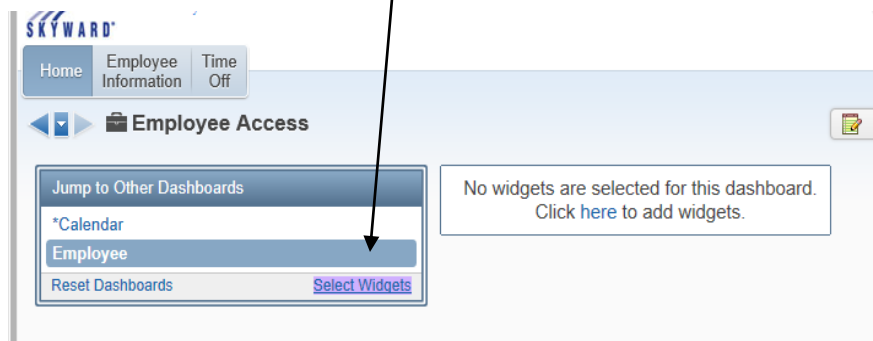 SKYWARD
Home
Employee Information
Time Off
Employee Access
Jump to Other Dashboards
*Calendar
Employee
Reset Dashboards
Select Widgets
No widgets are selected for this dashboard.
Click here to add widgets.